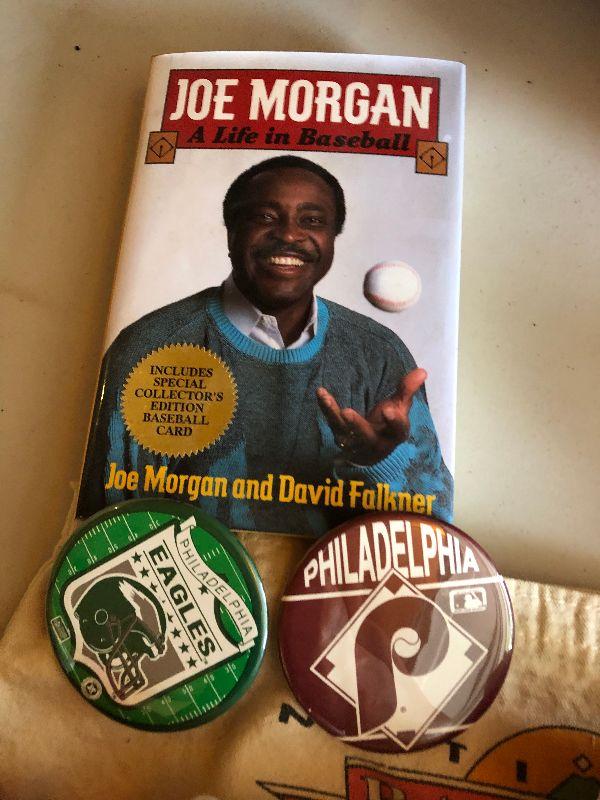 JOE MORGAN
A Life in Baseball
INCLUDES
SPECIAL
COLLECTOR'S
EDITION
BASEBALL
CARD
Joe Morgan and David Falkner
PHILADELPHIA
EAGLES
PHILADELPHIA
P
N A T I